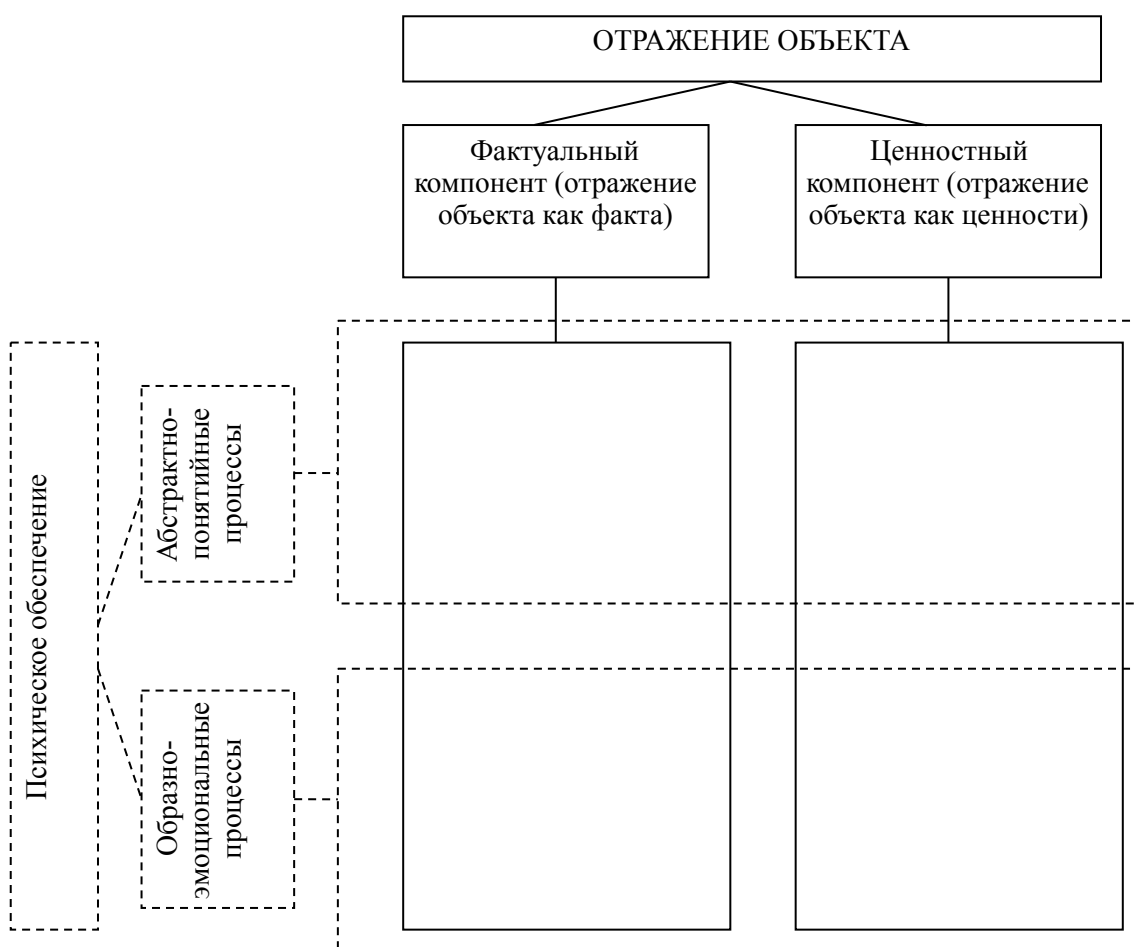 ОТРАЖЕНИЕ ОБЪЕКТА
Фактуальный
компонент (отражение
объекта как факта)
Ценностный
компонент (отражение
объекта как ценности)
Психическое обеспечение
Абстрактно-
понятийные
процессы
Образно-
эмоциональные
процессы